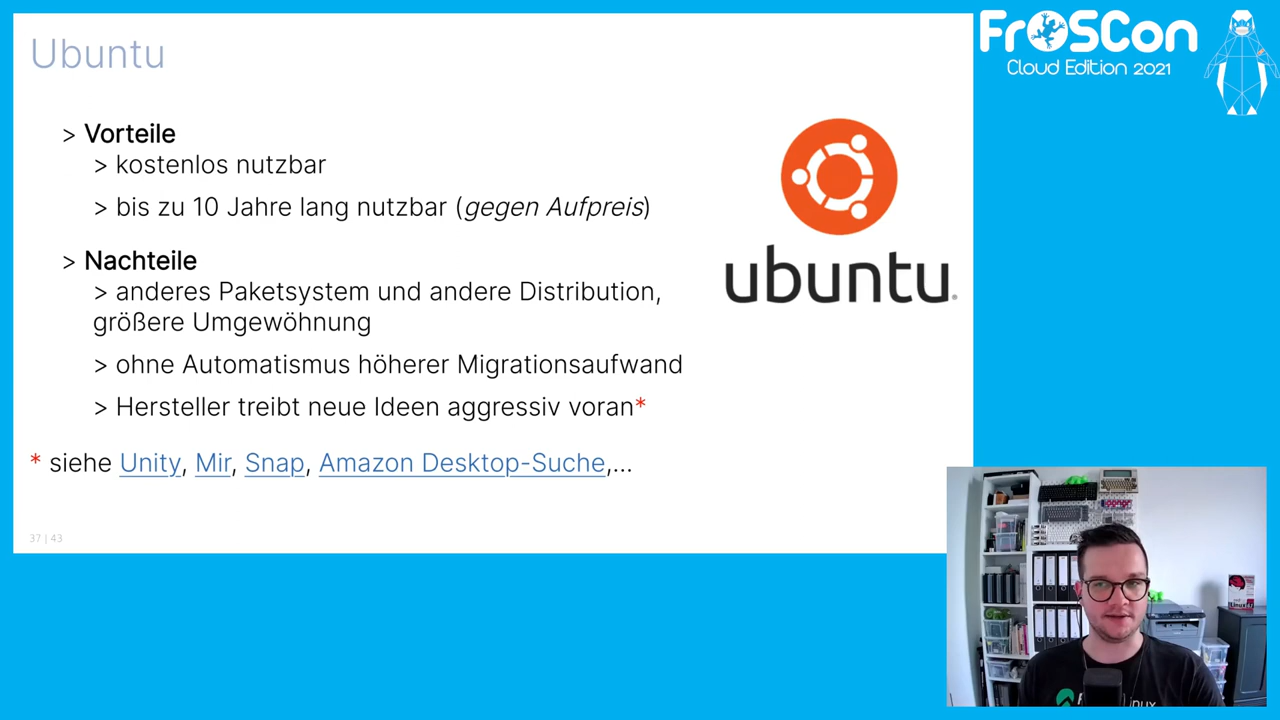 Ubuntu
> Vorteile
> kostenlos nutzbar
> bis zu 10 Jahre lang nutzbar (gegen Aufpreis)
> Nachteile
> anderes Paketsystem und andere Distribution,
größere Umgewöhnung
> ohne Automatismus höherer Migrationsaufwand
> Hersteller treibt neue Ideen aggressiv voran*
* siehe Unity, Mir, Snap, Amazon Desktop-Suche,...
37 | 43
ubuntu®
FrOSCon
Cloud Edition 2021